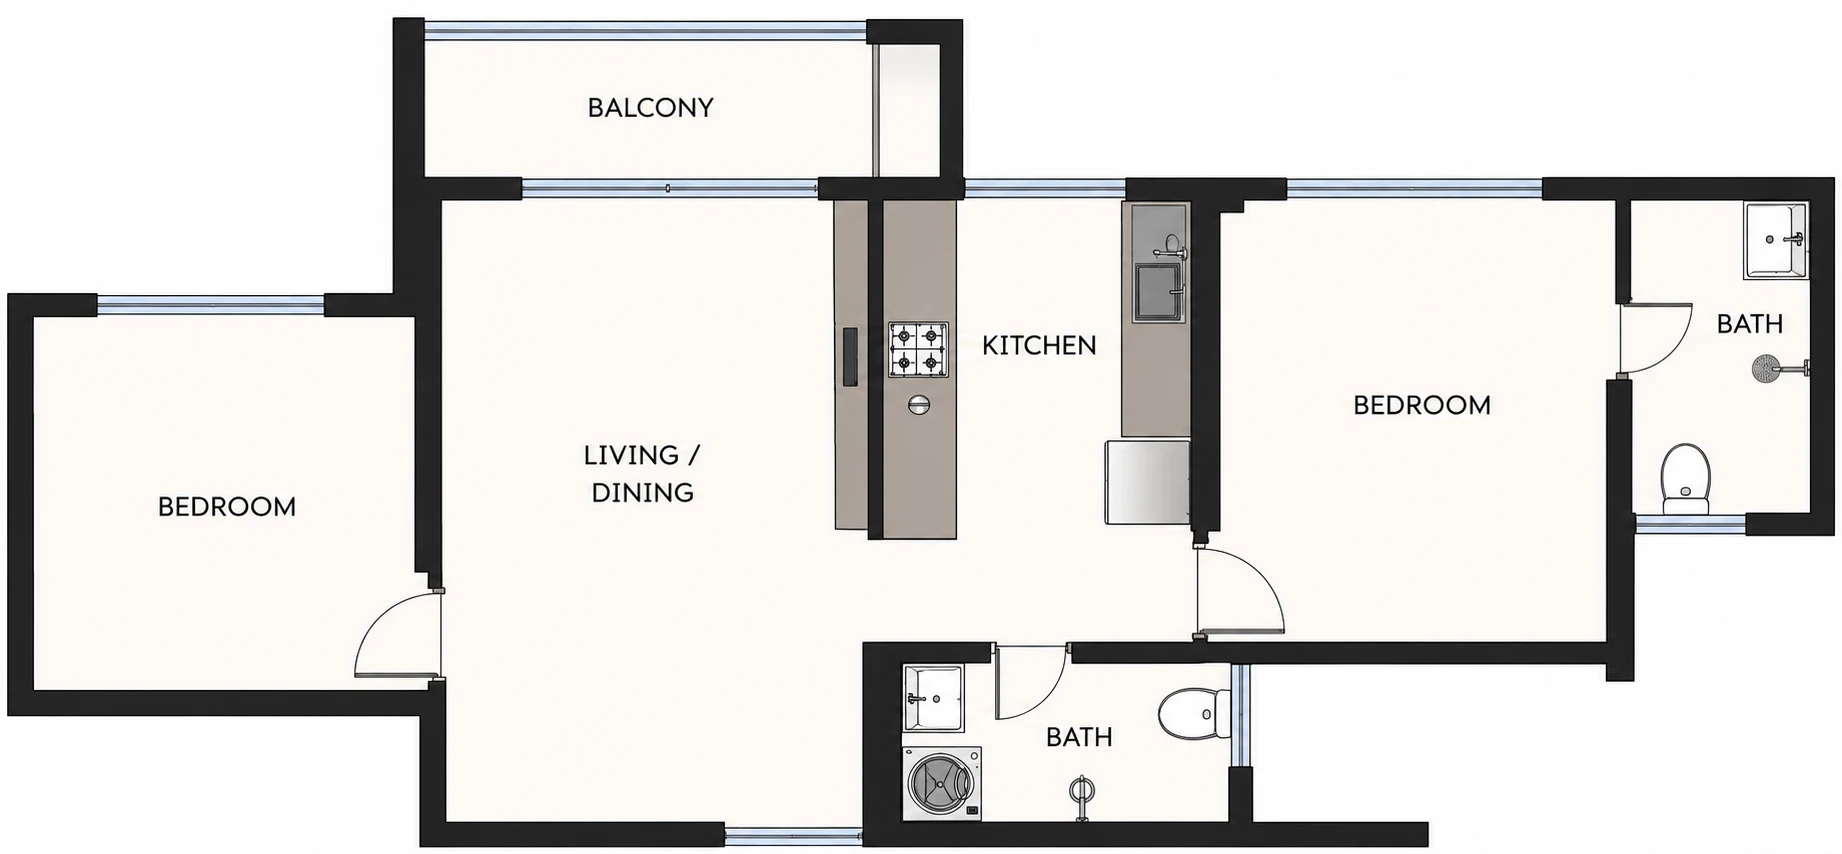 BALCONY
KITCHEN
BATH
BEDROOM
LIVING /
DINING
BEDROOM
BATH